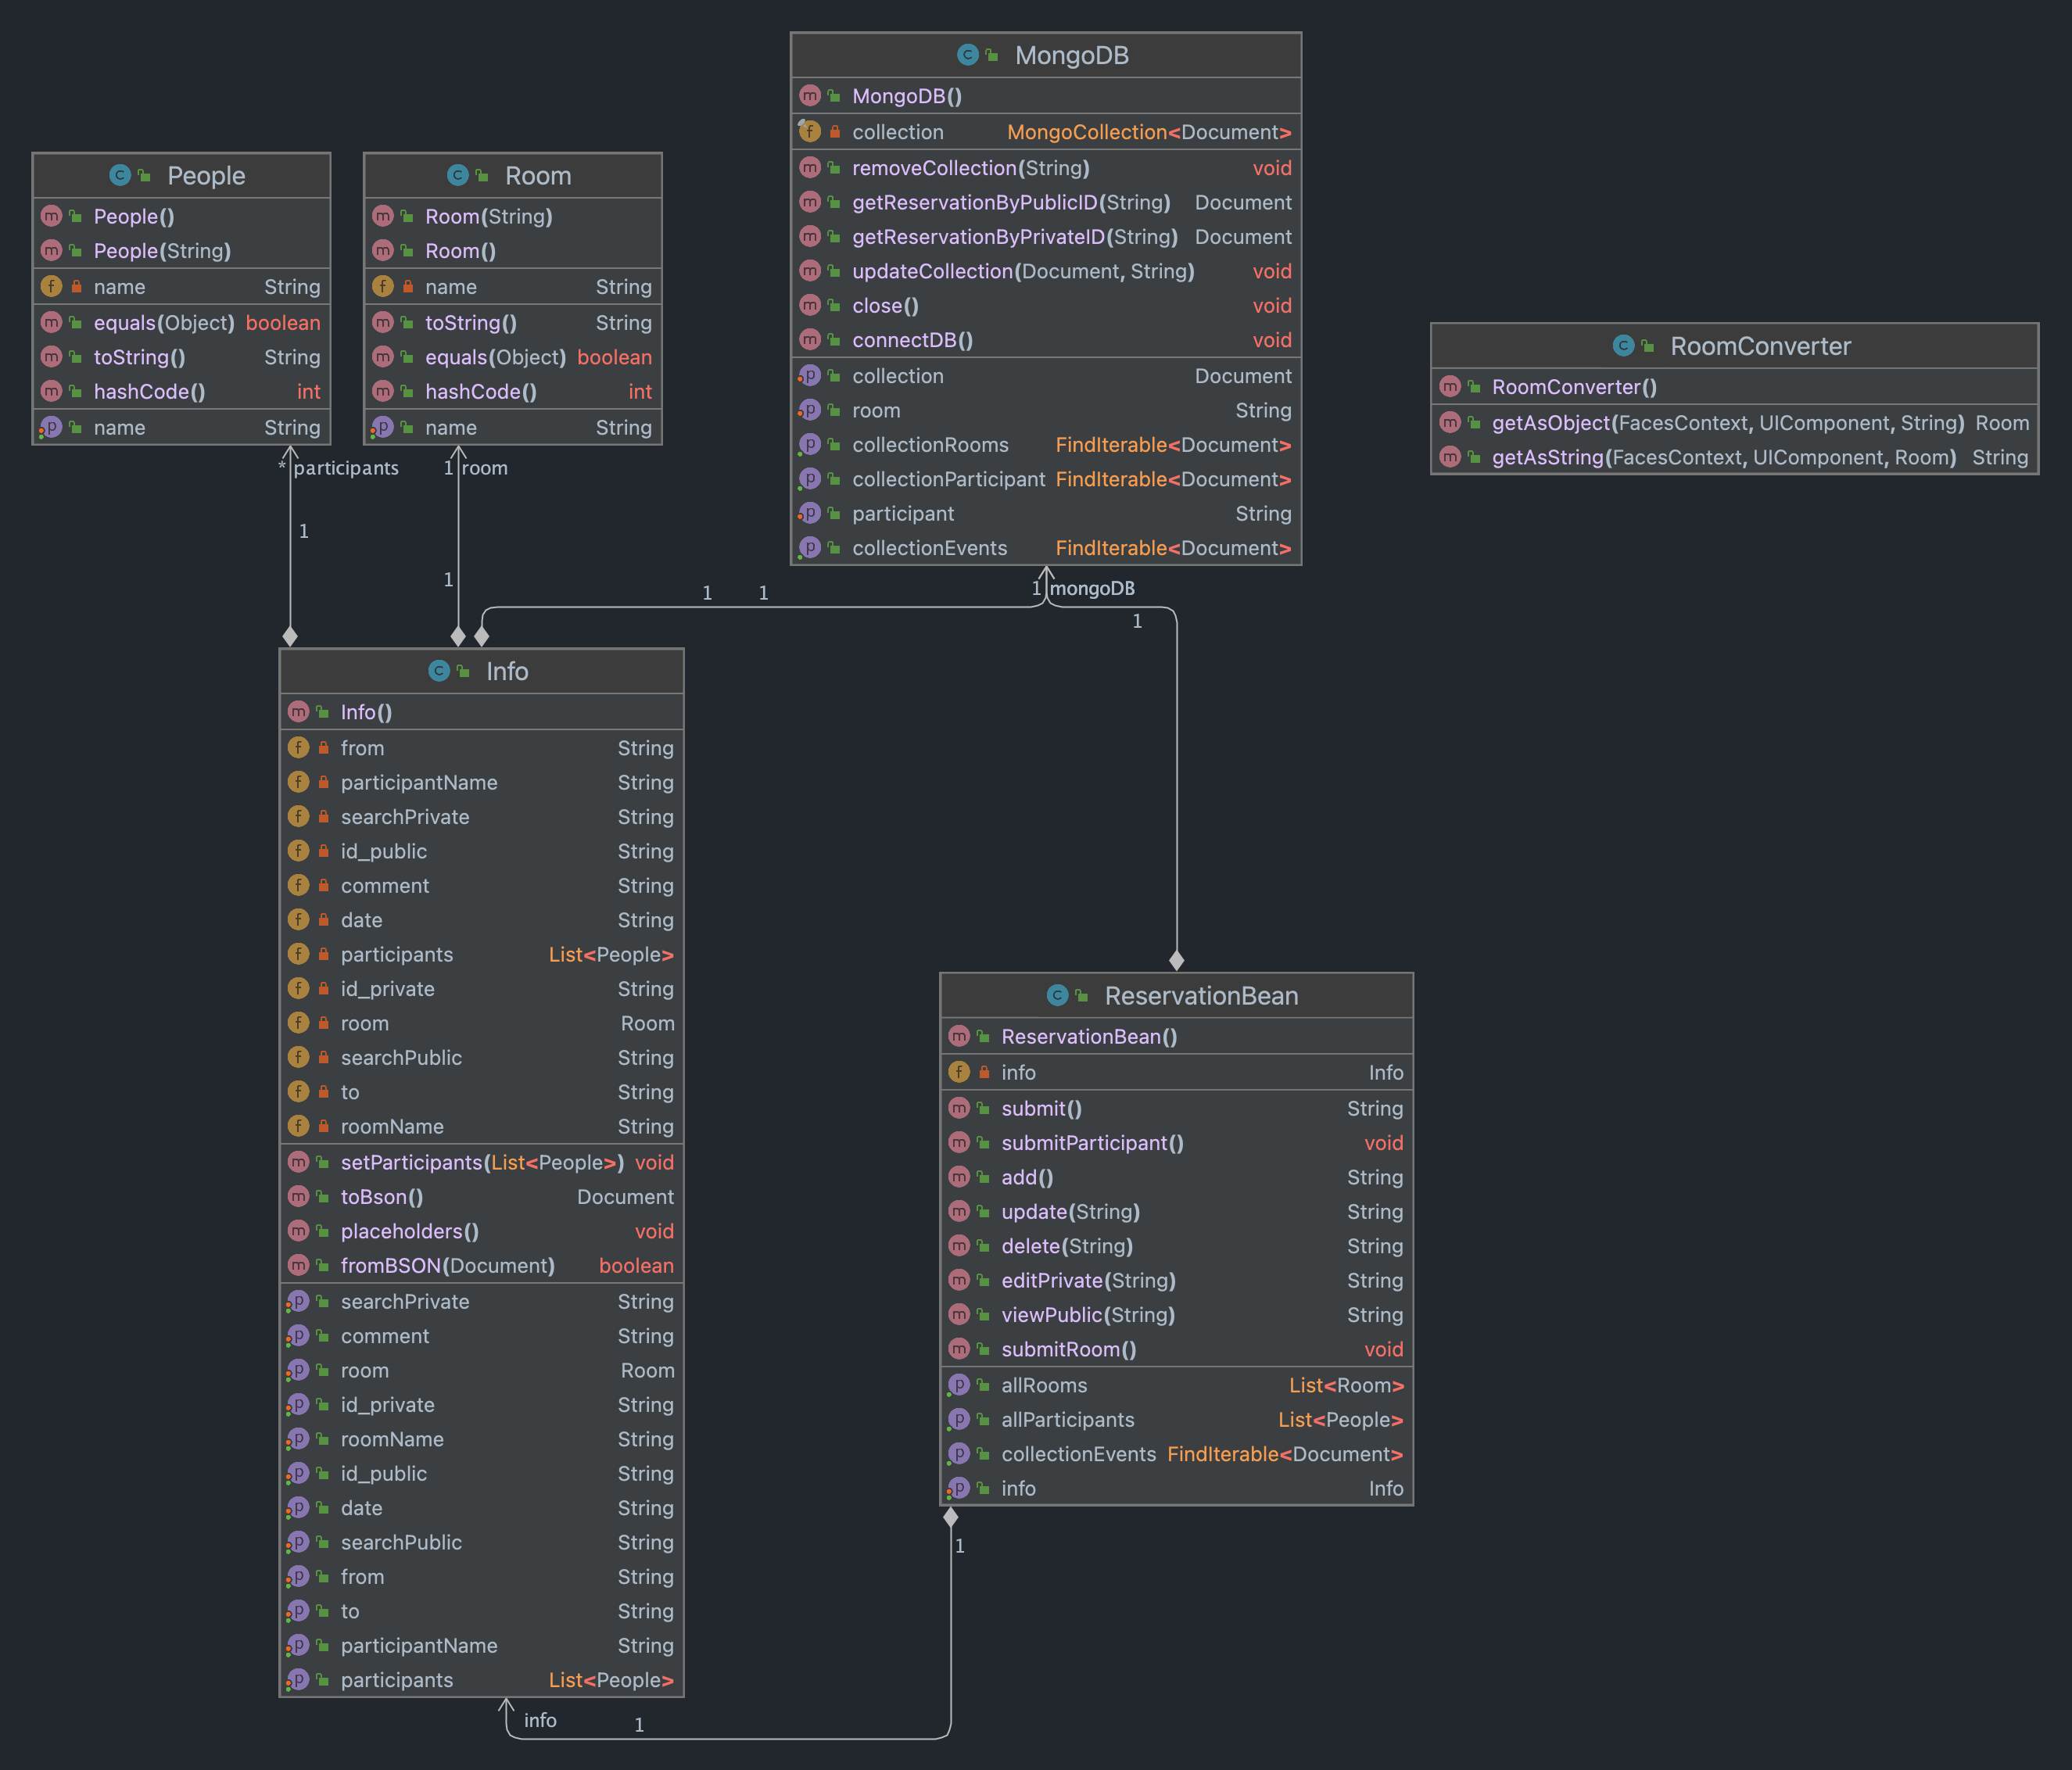 MongoDB
MongoDB()
collection MongoCollection<Document>
removeCollection(String) void
getReservationByPublicID(String) Document
getReservationByPrivateID(String) Document
updateCollection(Document, String) void
close() void
connectDB() void
collection Document
room String
collectionRooms FindIterable<Document>
collectionParticipant FindIterable<Document>
participant String
collectionEvents FindIterable<Document>
People
People()
People(String)
name String
equals(Object) boolean
toString() String
hashCode() int
name String
Room
Room(String)
Room()
name String
toString() String
equals(Object) boolean
hashCode() int
name String
RoomConverter
RoomConverter()
getAsObject(FacesContext, UIComponent, String) Room
getAsString(FacesContext, UIComponent, Room) String
* participants
1
1 room
1
1 1
1 mongoDB
1
Info
Info()
from String
participantName String
searchPrivate String
id_public String
comment String
date String
participants List<People>
id_private String
room Room
searchPublic String
to String
roomName String
setParticipants(List<People>) void
toBson() Document
placeholders() void
fromBSON(Document) boolean
searchPrivate String
comment String
room Room
id_private String
roomName String
id_public String
date String
searchPublic String
from String
to String
participantName String
participants List<People>
ReservationBean
ReservationBean()
info Info
submit() String
submitParticipant() void
add() String
update(String) String
delete(String) String
editPrivate(String) String
viewPublic(String) String
submitRoom() void
allRooms List<Room>
allParticipants List<People>
collectionEvents FindIterable<Document>
info Info
1
info 1